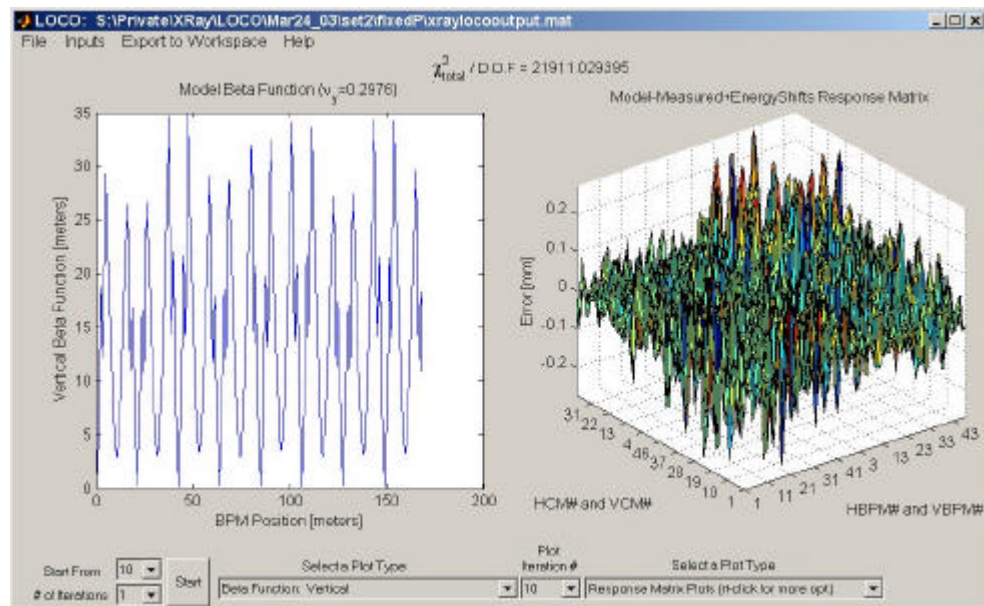 LOCO: S:\Private\XRay\LOCO\Mar24_03\set2\fixedP\xraylocooutput.mat
File Inputs Export to Workspace Help
χ²total / D.O.F = 21911.029395
Model Beta Function (νy=0.2976)
Model-Measured+EnergyShifts Response Matrix
35
30
25
20
15
10
5
0
Vertical Beta Function [meters]
0 50 100 150 200
BPM Position [meters]
0.2
0.1
0
-0.1
-0.2
Error [mm]
31 22 13 4 46 37 28 19 10 1
1 11 21 31 41 3 13 23 33 43
HCM# and VCM#
HBPM# and VBPM#
Start From 10
# of Iterations 1
Start
Select a Plot Type
Beta Function: Vertical
Plot
Iteration #
10
Select a Plot Type
Response Matrix Plots (rt-click for more opt.)